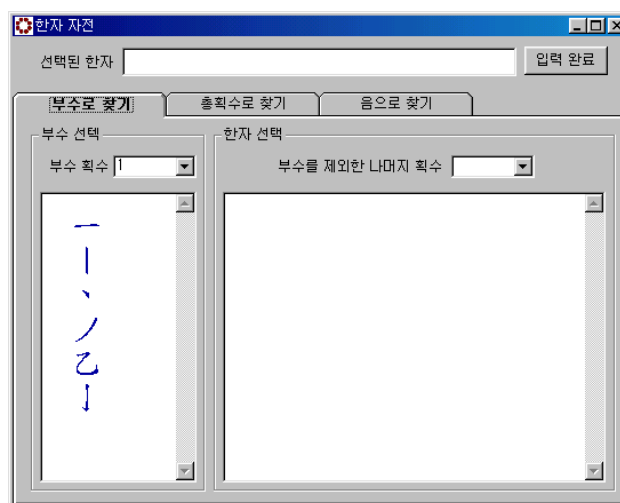 한자 자전
선택된 한자 입력 완료
부수로 찾기 총획수로 찾기 음으로 찾기
부수 선텍 한자 선택
부수 획수 1 부수를 제외한 나머지 획수
一
丨
丶
丿
乙
亅